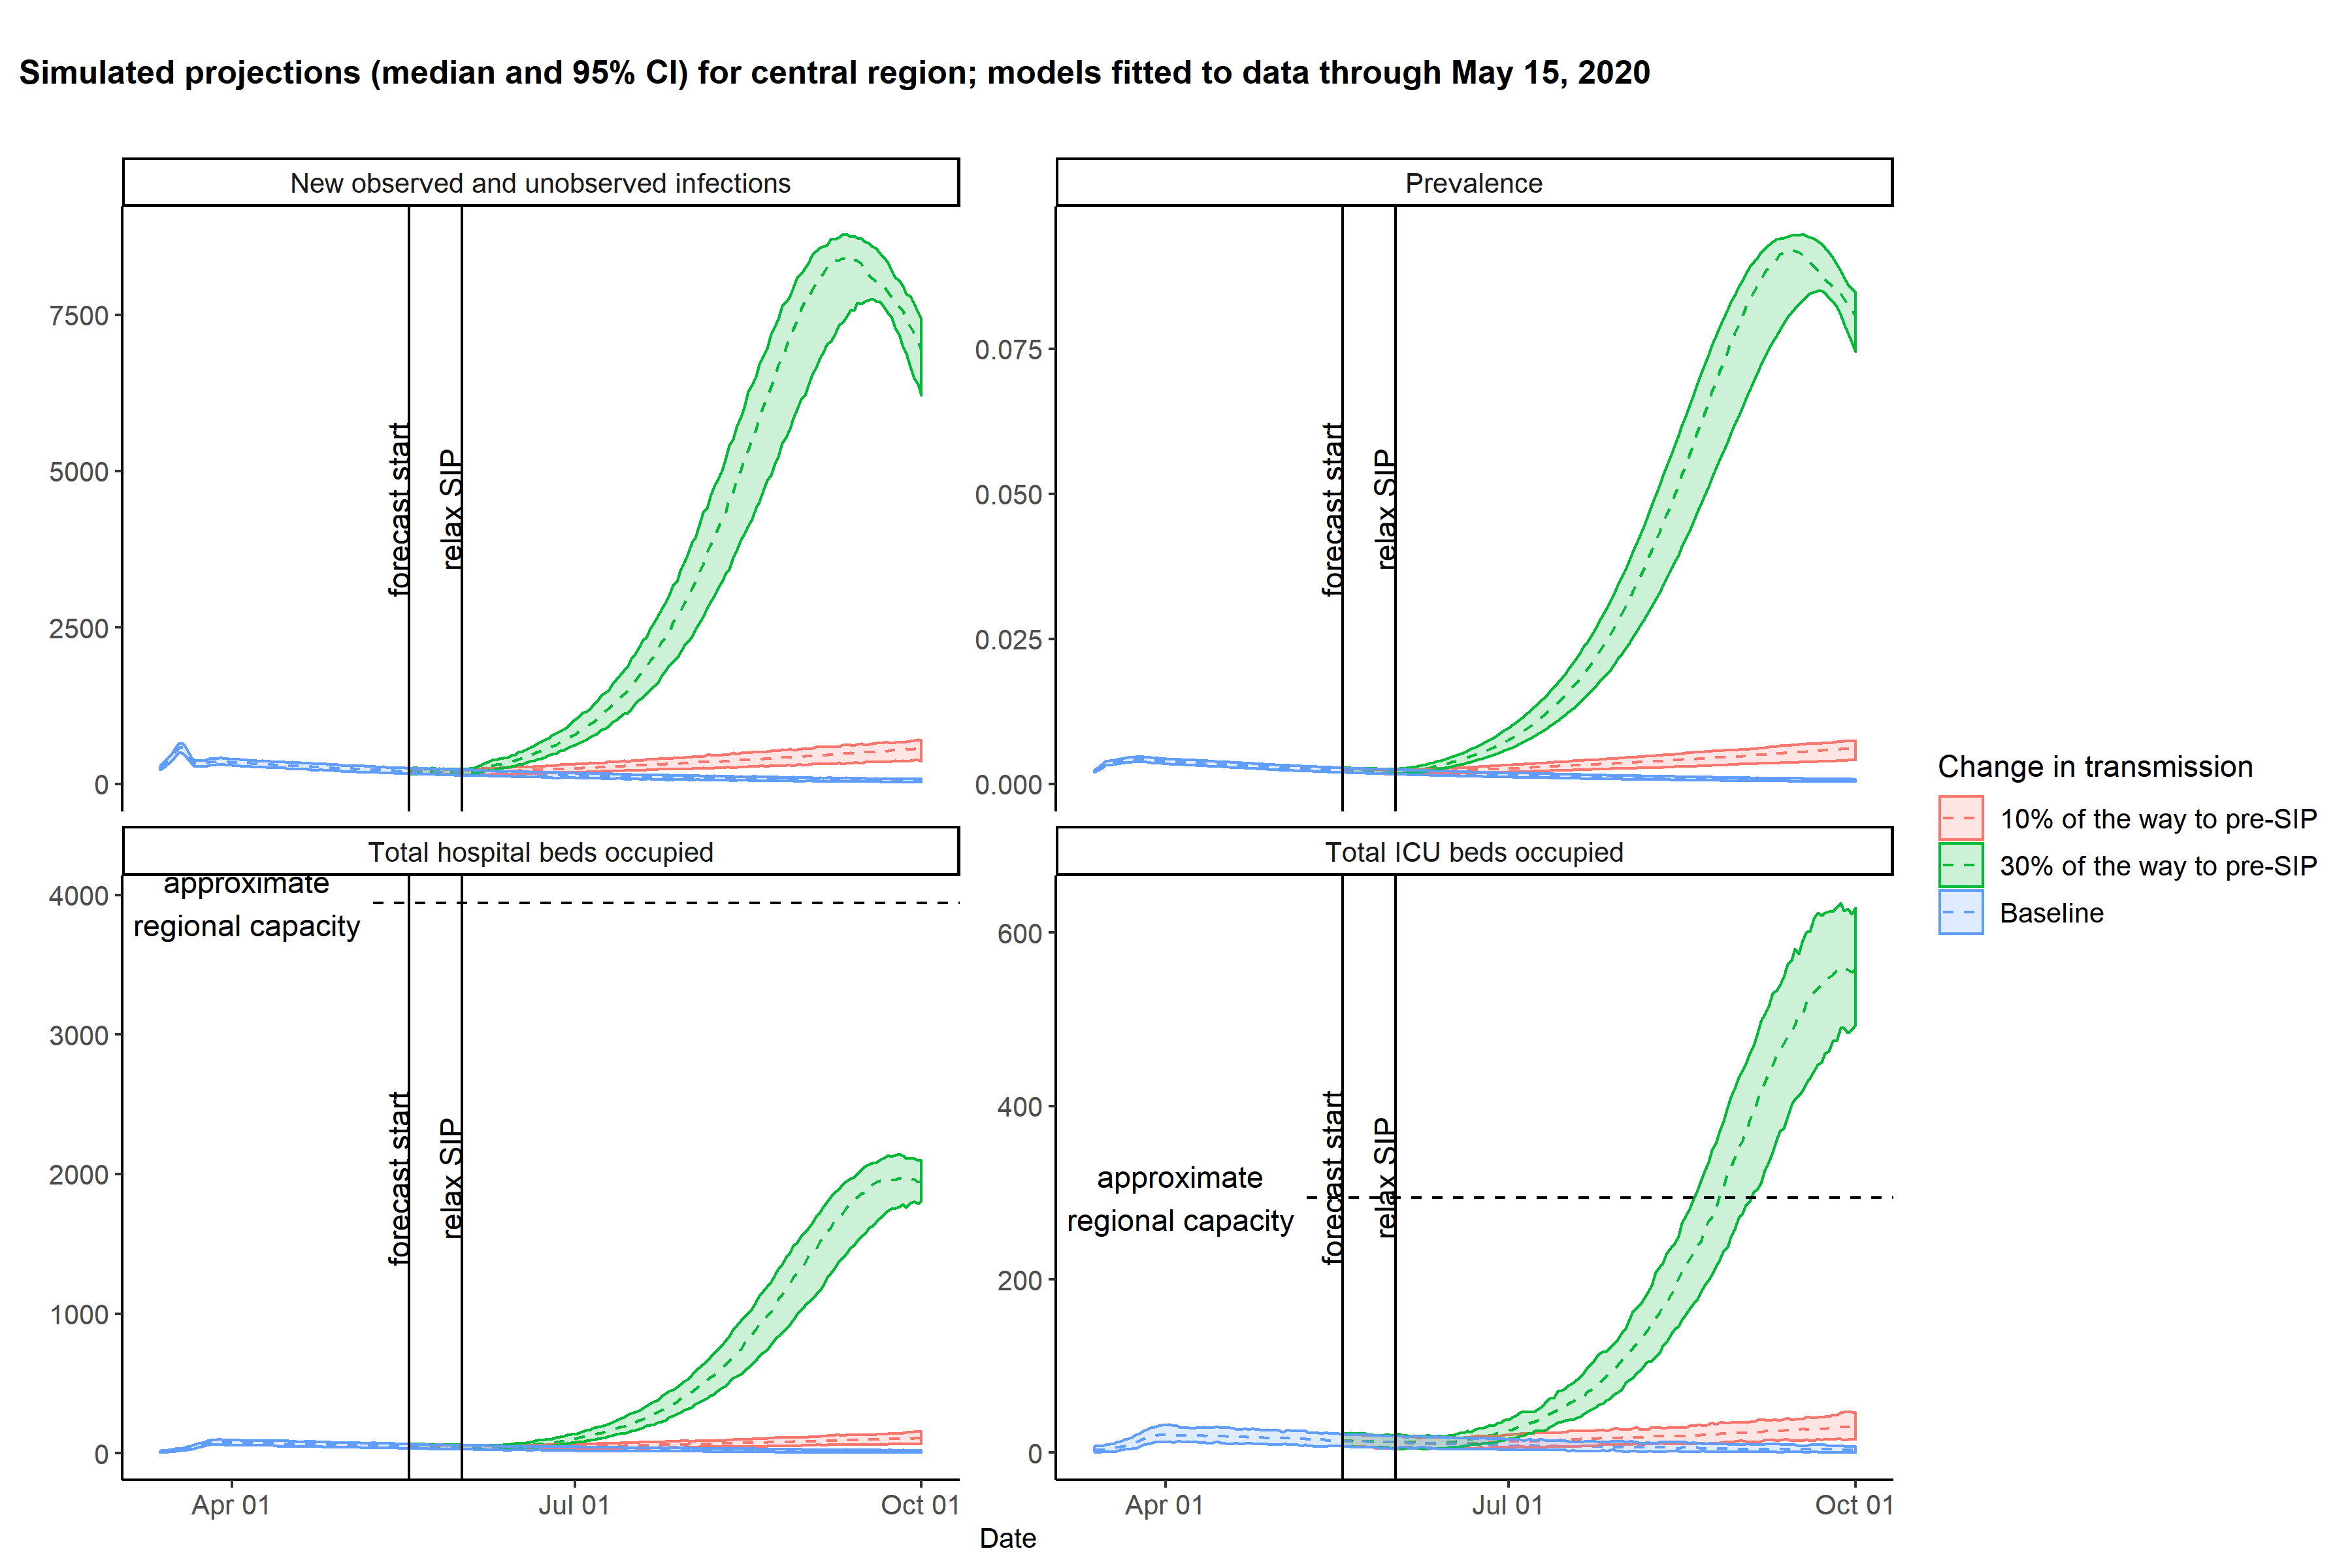 Simulated projections (median and 95% CI) for central region; models fitted to data through May 15, 2020
New observed and unobserved infections
7500
5000
2500
0
forecast start
relax SIP
Prevalence
0.075
0.050
0.025
0.000
forecast start
relax SIP
Total hospital beds occupied
4000
3000
2000
1000
0
approximate
regional capacity
forecast start
relax SIP
Apr 01
Jul 01
Oct 01
Total ICU beds occupied
600
400
200
0
approximate
regional capacity
forecast start
relax SIP
Apr 01
Jul 01
Oct 01
Date
Change in transmission
10% of the way to pre-SIP
30% of the way to pre-SIP
Baseline